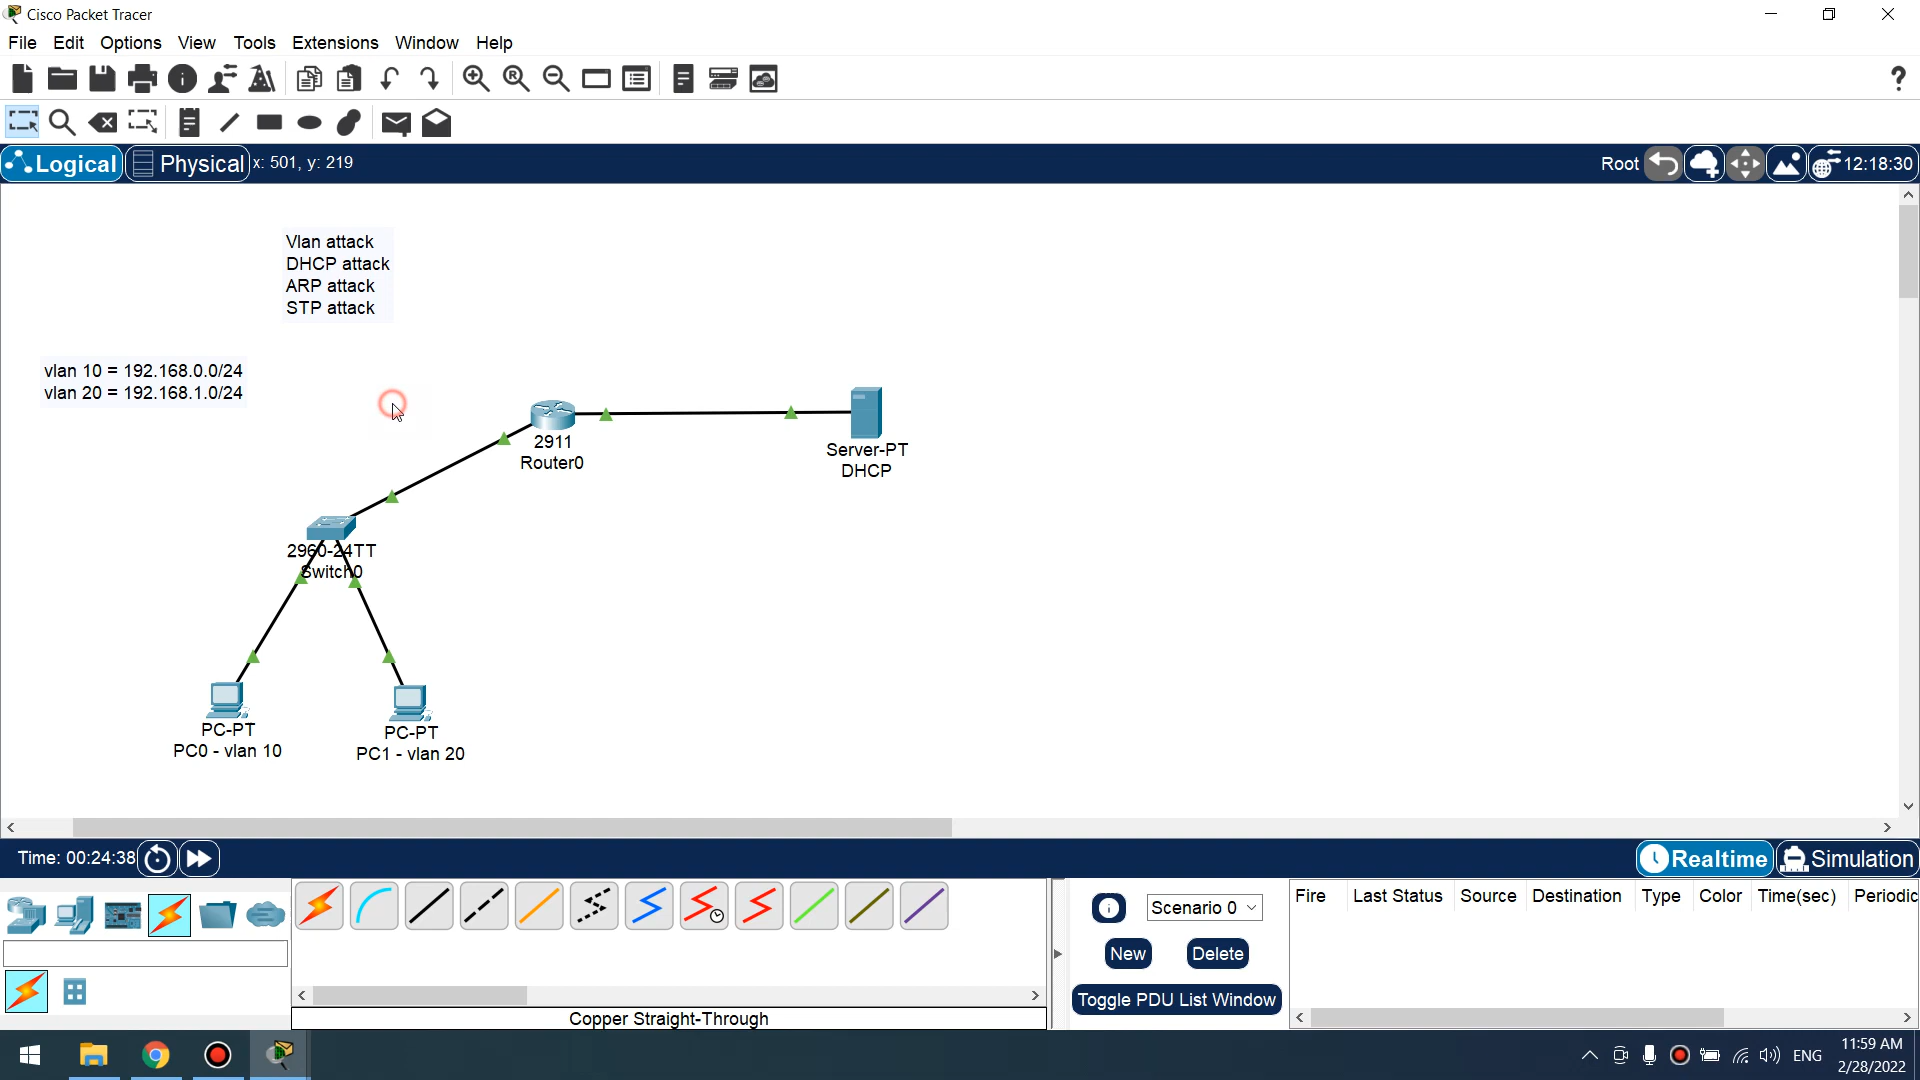 Cisco Packet Tracer
File Edit Options View Tools Extensions Window Help
Logical Physical x: 501, y: 219 Root 12:18:30
Vlan attack
DHCP attack
ARP attack
STP attack
vlan 10 = 192.168.0.0/24
vlan 20 = 192.168.1.0/24
2911
Router0
Server-PT
DHCP
2960-24TT
Switch0
PC-PT
PC0 - vlan 10
PC-PT
PC1 - vlan 20
Time: 00:24:38 Realtime Simulation
Scenario 0
New Delete
Toggle PDU List Window
Fire Last Status Source Destination Type Color Time(sec) Periodic
Copper Straight-Through
ENG
11:59 AM
2/28/2022